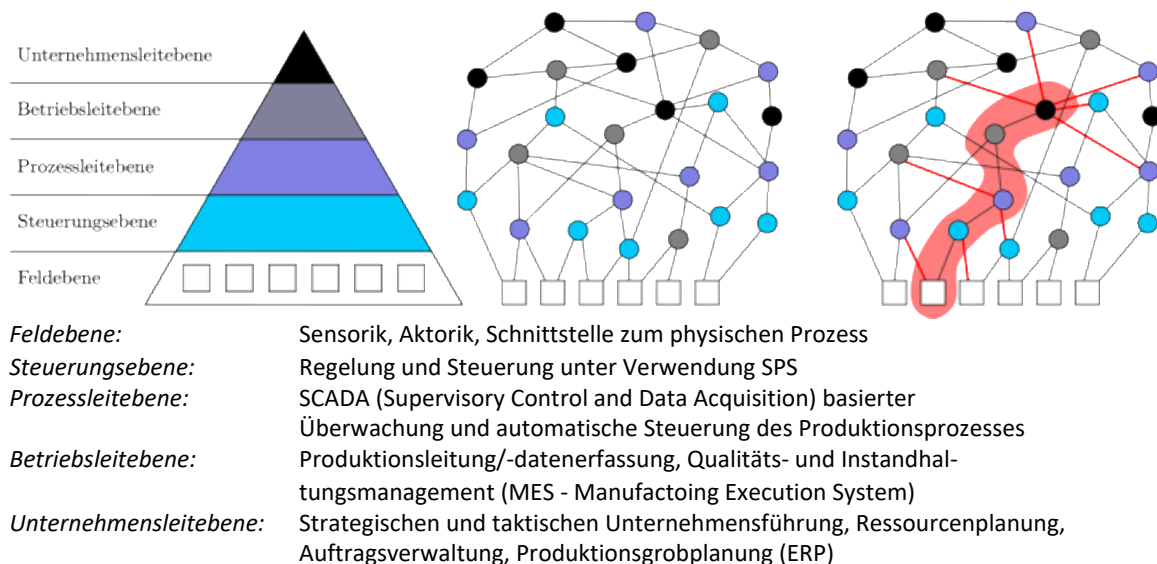 Unternehmensleitebene
Betriebsleitebene
Prozessleitebene
Steuerungsebene
Feldebene
Feldebene: Sensorik, Aktorik, Schnittstelle zum physischen Prozess
Steuerungsebene: Regelung und Steuerung unter Verwendung SPS
Prozessleitebene: SCADA (Supervisory Control and Data Acquisition) basierter
Überwachung und automatische Steuerung des Produktionsprozesses
Betriebsleitebene: Produktionsleitung/-datenerfassung, Qualitäts- und Instandhal-
tungsmanagement (MES - Manufactoing Execution System)
Unternehmensleitebene: Strategischen und taktischen Unternehmensführung, Ressourcenplanung,
Auftragsverwaltung, Produktionsgrobplanung (ERP)